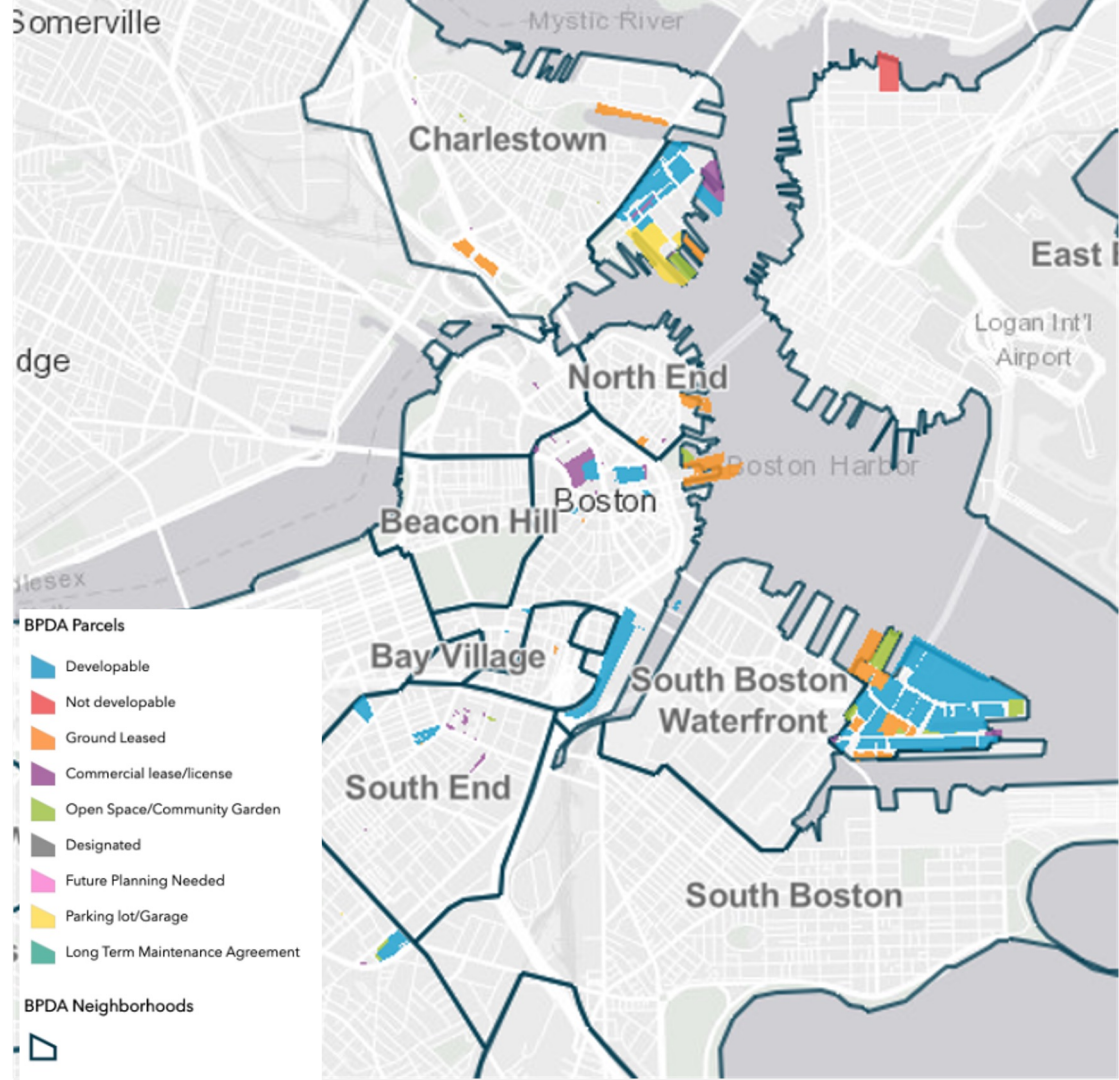 Somerville
Mystic River
Charlestown
East
Logan Int'l
Airport
dge
North End
Boston Harbor
Boston
Beacon Hill
dlesex
Bay Village
South Boston
Waterfront
South End
South Boston
BPDA Parcels
Developable
Not developable
Ground Leased
Commercial lease/license
Open Space/Community Garden
Designated
Future Planning Needed
Parking lot/Garage
Long Term Maintenance Agreement
BPDA Neighborhoods